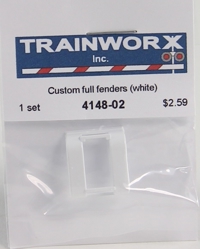 TRAINWORX
Inc.
Custom full fenders (white)
1 set 4148-02 $2.59